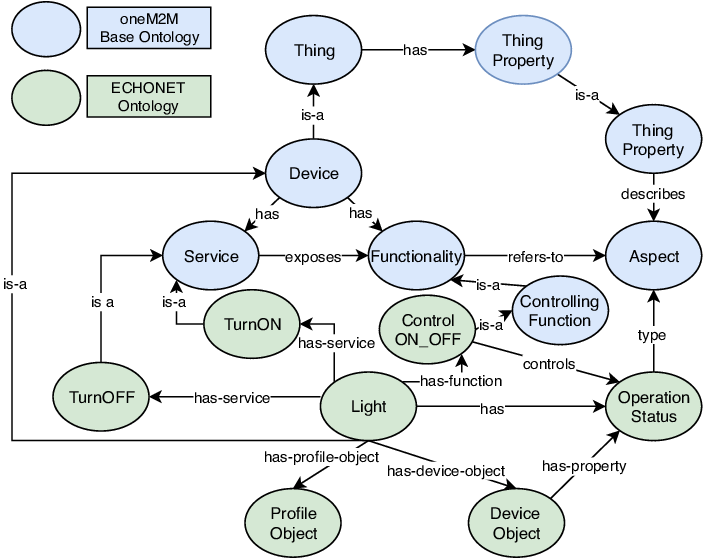 oneM2M
Base Ontology
ECHONET
Ontology
Thing
has
Thing
Property
is-a
is-a
Thing
Property
Device
describes
has
has
Service
exposes
Functionality
refers-to
Aspect
is-a
is a
is-a
is-a
Controlling
Function
TurnON
Control
ON_OFF
is-a
has-service
controls
type
has-function
TurnOFF
has-service
Light
has
Operation
Status
has-profile-object
has-device-object
has-property
Profile
Object
Device
Object